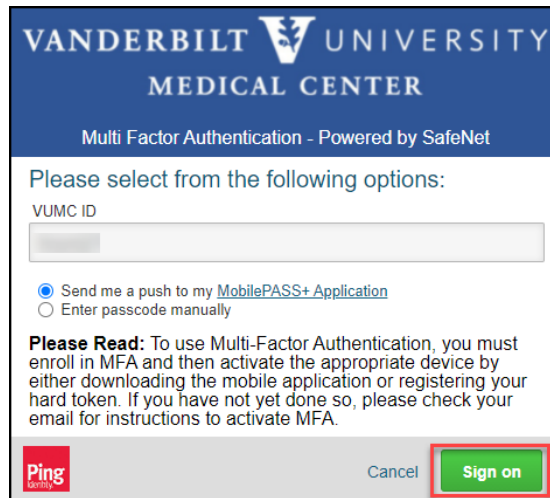 VANDERBILT V UNIVERSITY
MEDICAL CENTER
Multi Factor Authentication - Powered by SafeNet
Please select from the following options:
VUMC ID
Send me a push to my MobilePASS+ Application
Enter passcode manually
Please Read: To use Multi-Factor Authentication, you must
enroll in MFA and then activate the appropriate device by
either downloading the mobile application or registering your
hard token. If you have not yet done so, please check your
email for instructions to activate MFA.
Ping
Identity
Cancel Sign on